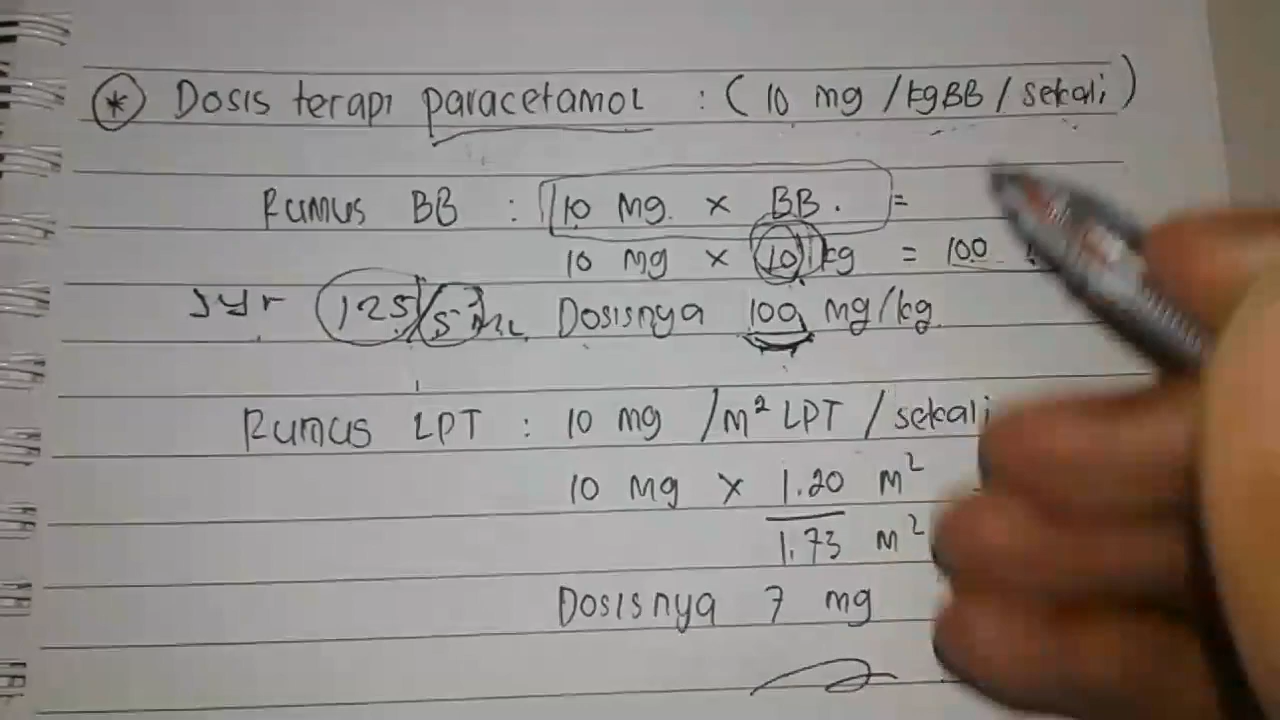 * Dosis terapi paracetamol : (10 mg /kgBB / sekali)
Rumus BB : 10 mg. x BB. =
10 mg x 10 kg = 100
syr 125/5 mL Dosisnya 100 mg/kg
Rumus LPT : 10 mg /m² LPT / sekali
10 mg x 1.20 m²
1.73 m²
Dosisnya 7 mg